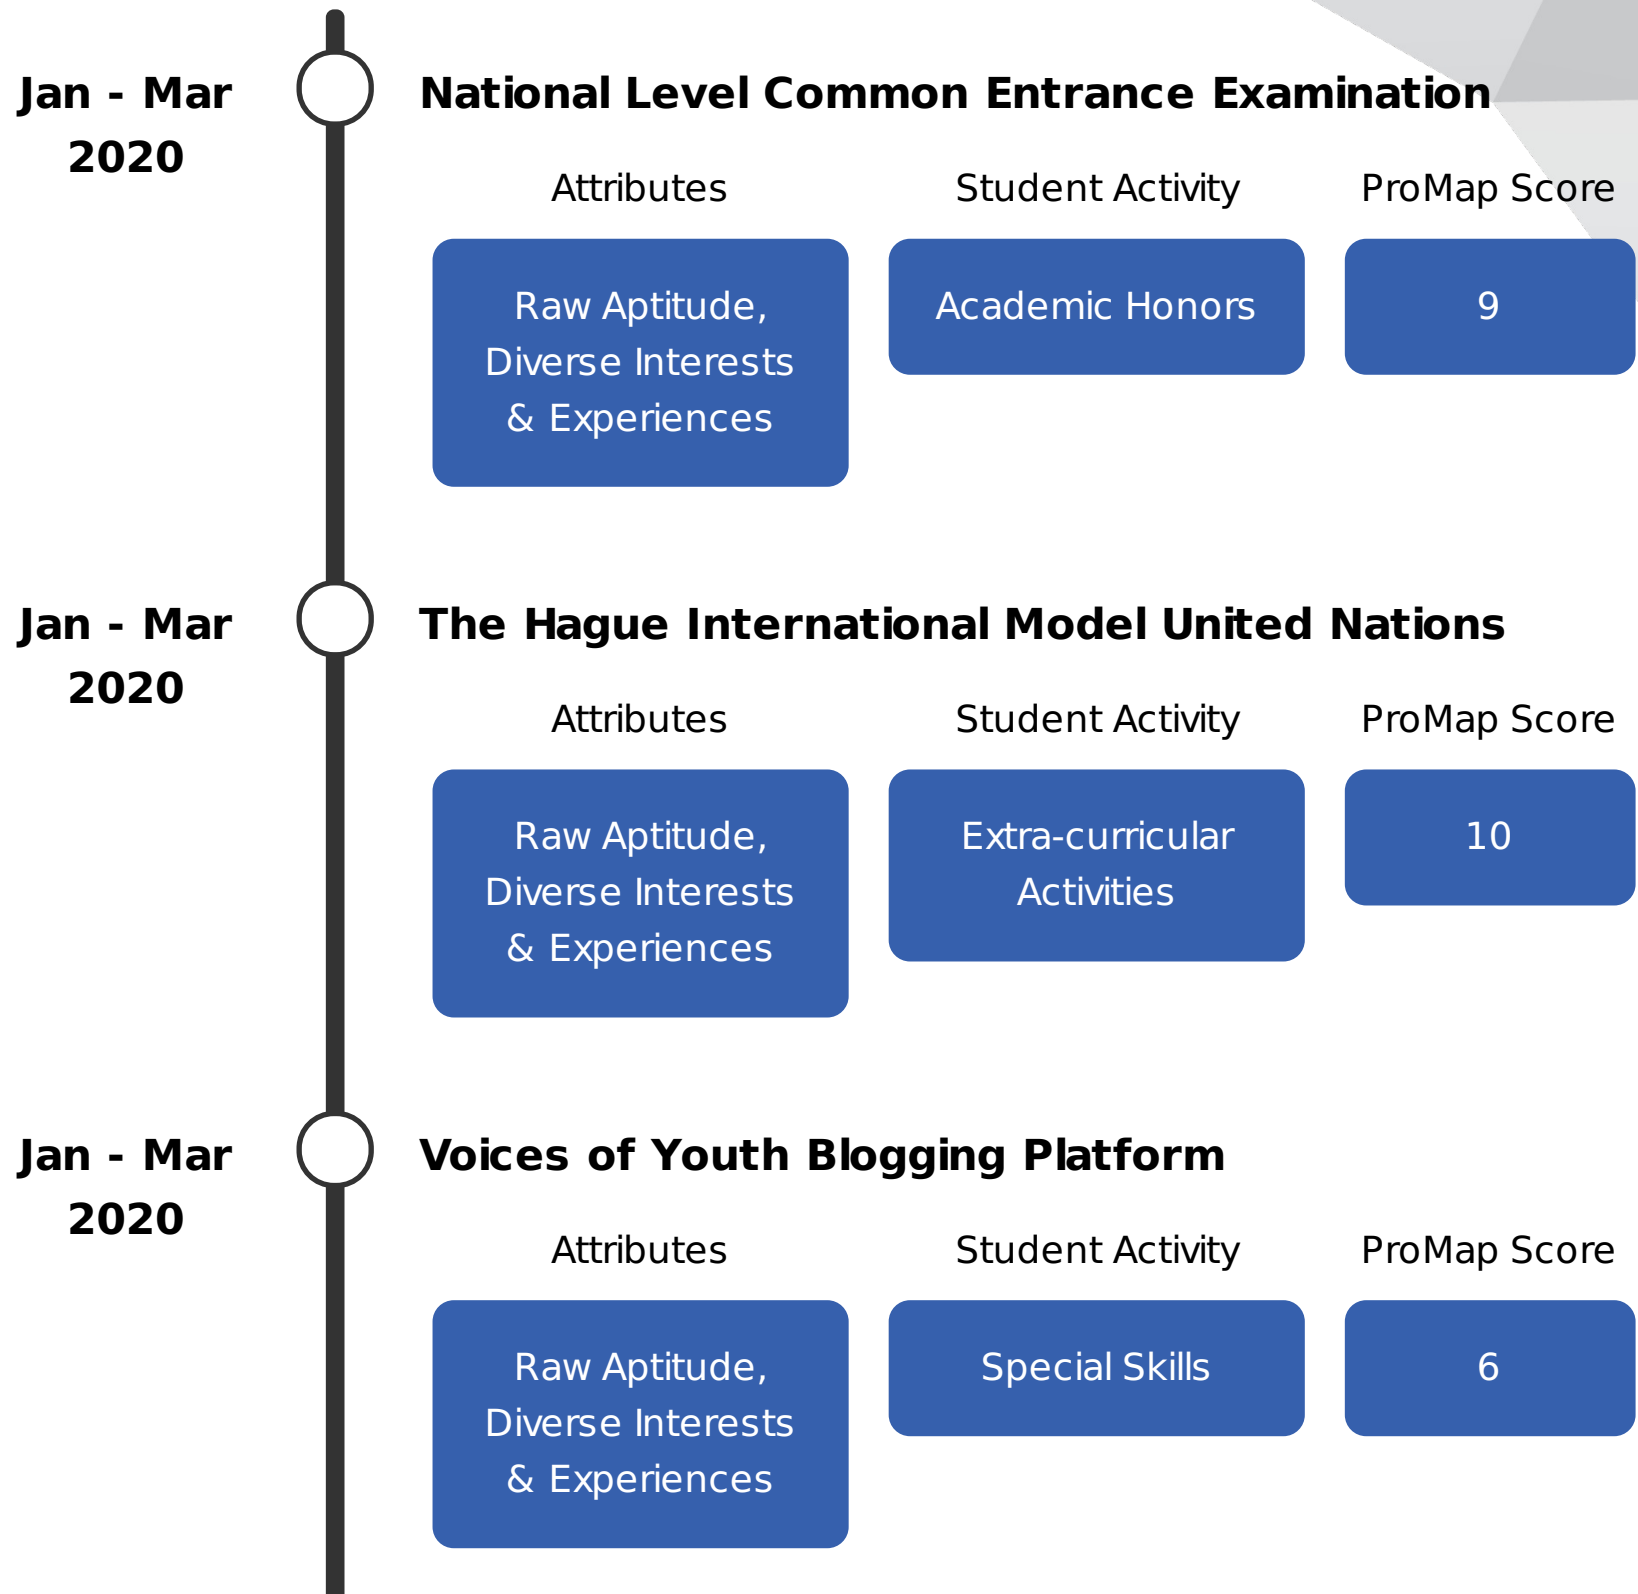 Jan - Mar
2020
National Level Common Entrance Examination
Attributes
Student Activity
ProMap Score
Raw Aptitude,
Diverse Interests
& Experiences
Academic Honors
9
Jan - Mar
2020
The Hague International Model United Nations
Attributes
Student Activity
ProMap Score
Raw Aptitude,
Diverse Interests
& Experiences
Extra-curricular
Activities
10
Jan - Mar
2020
Voices of Youth Blogging Platform
Attributes
Student Activity
ProMap Score
Raw Aptitude,
Diverse Interests
& Experiences
Special Skills
6